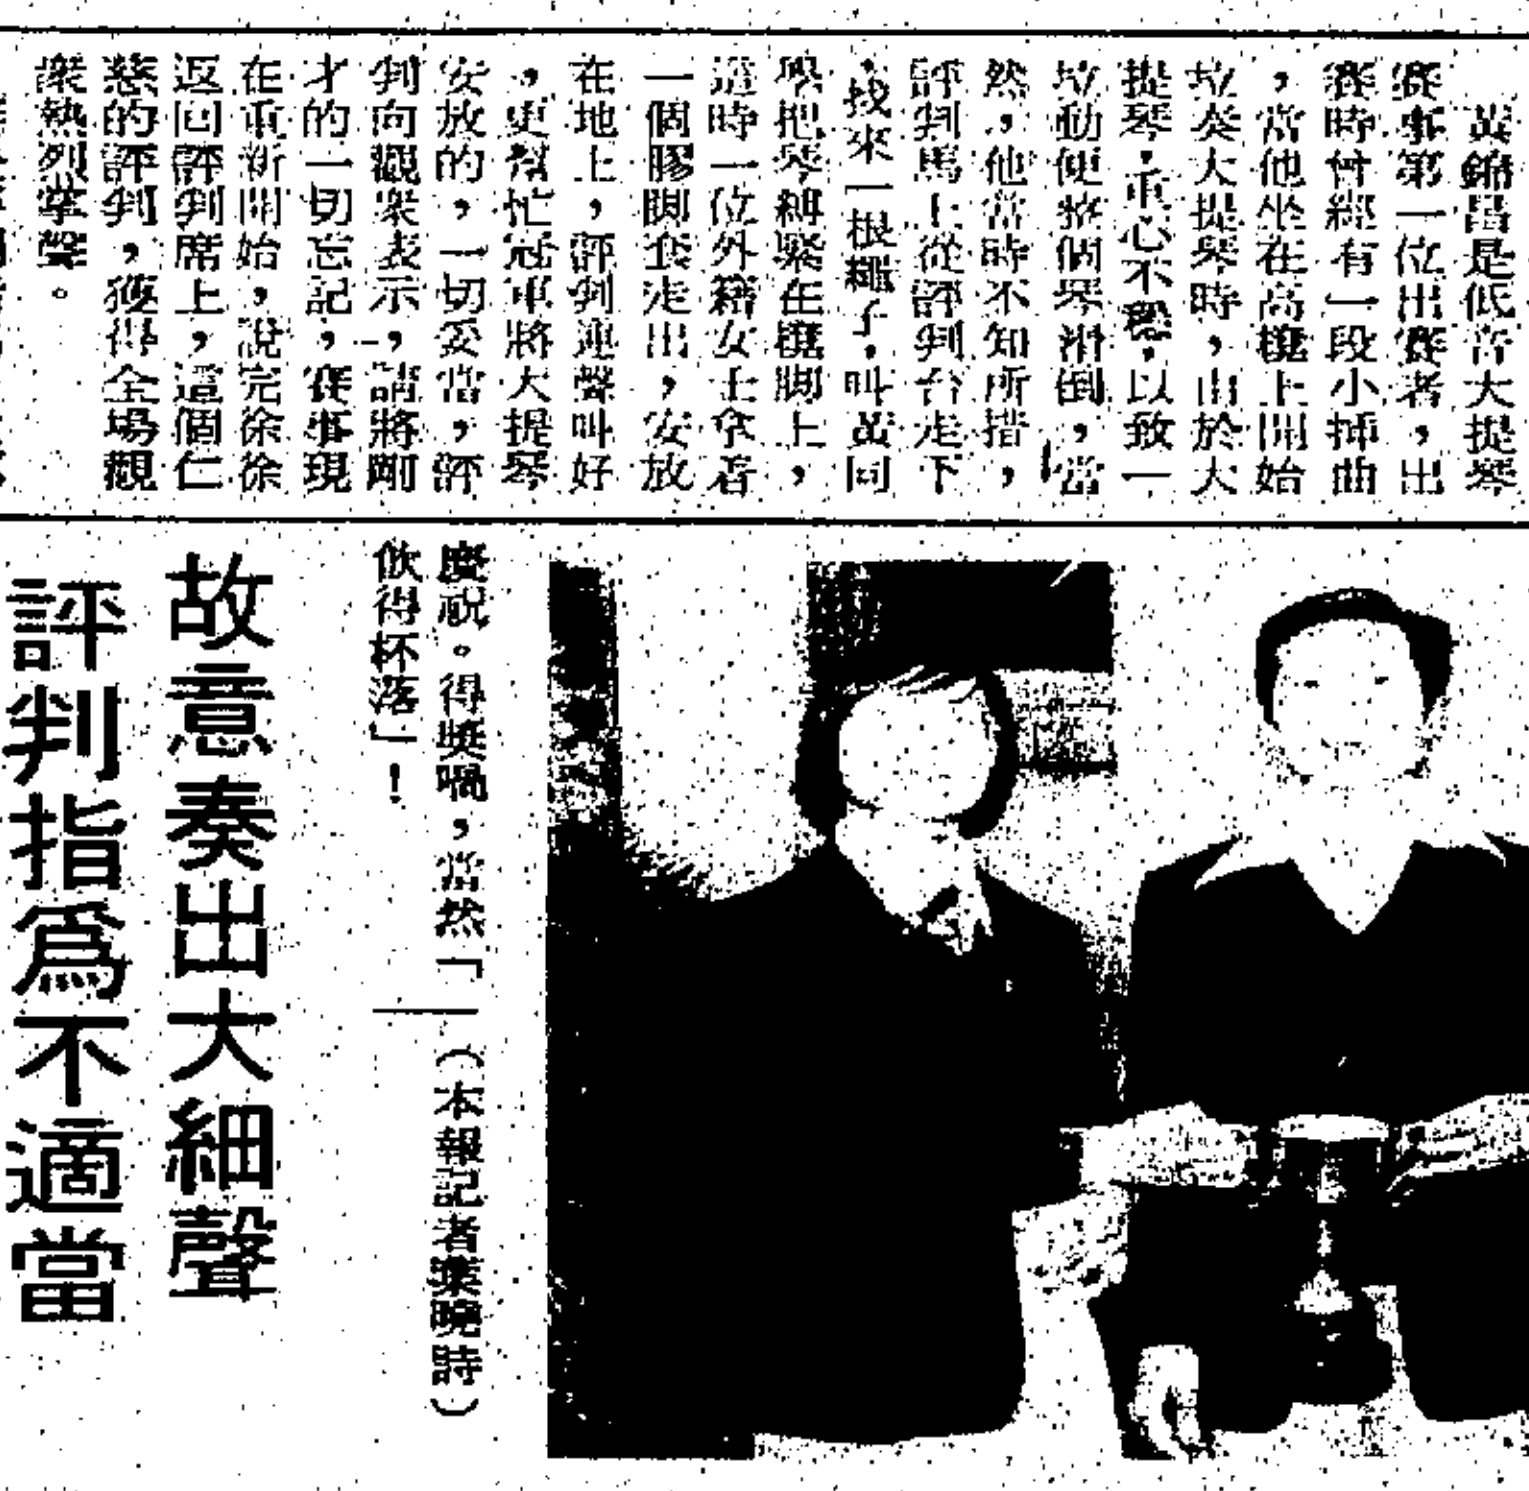 黃錦昌是低音大提琴
賽事第一位出賽者，出
賽時曾經有一段小揷曲
，當他坐在高櫈上開始
拉奏大提琴時，由於大
提琴，重心不穩，以致一
拉動便整個琴滑倒，當
然，他當時不知所措，
評判馬上從評判台走下
，找來一根繩子，叫黃同
學把琴縛緊在櫈脚上，
這時一位外籍女士拿着
一個膠脚套走出，安放
在地上，評判連聲叫好
，更幫忙冠軍將大提琴
安放的，一切妥當，評
判向觀衆表示，請將剛
才的一切忘記，賽事現
在重新開始，說完徐徐
返回評判席上，這個仁
慈的評判，獲得全場觀
衆熱烈掌聲。
慶祝。得獎喎，當然「
飲得杯落」！
（本報記者葉曉時）
故意奏出大細聲
評判指爲不適當